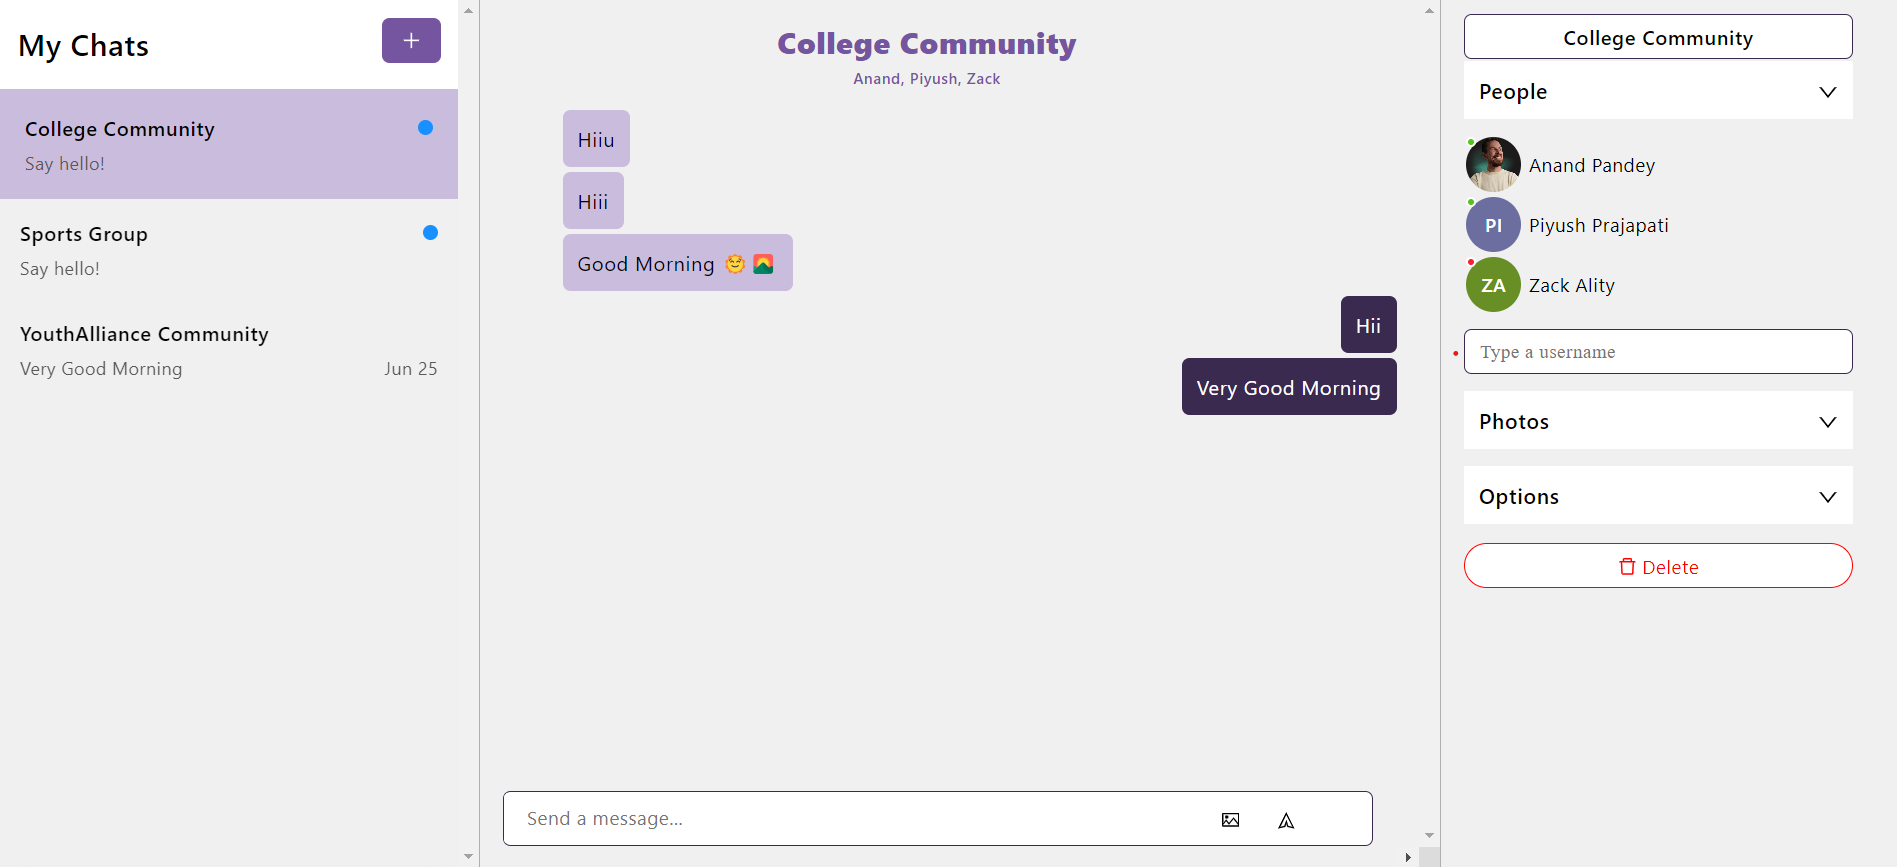 My Chats
College Community
Say hello!
Sports Group
Say hello!
YouthAlliance Community
Very Good Morning Jun 25
College Community
Anand, Piyush, Zack
Hiiu
Hiii
Good Morning 🌞 🌄
Hii
Very Good Morning
Send a message...
College Community
People
Anand Pandey
PI Piyush Prajapati
ZA Zack Ality
Type a username
Photos
Options
Delete